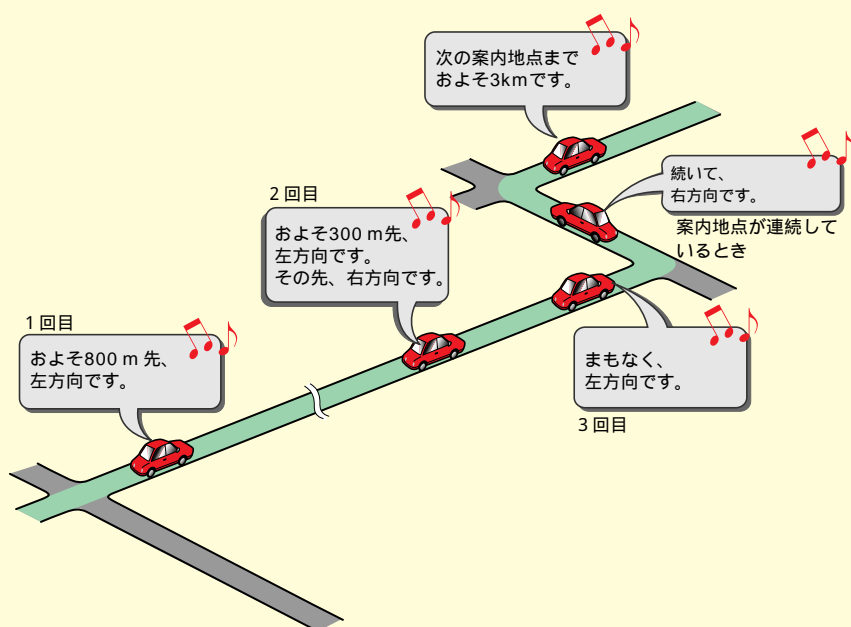 次の案内地点まで
およそ3kmです。
続いて、
右方向です。
案内地点が連続して
いるとき
2回目
およそ300 m先、
左方向です。
その先、右方向です。
1回目
およそ800 m 先、
左方向です。
まもなく、
左方向です。
3回目